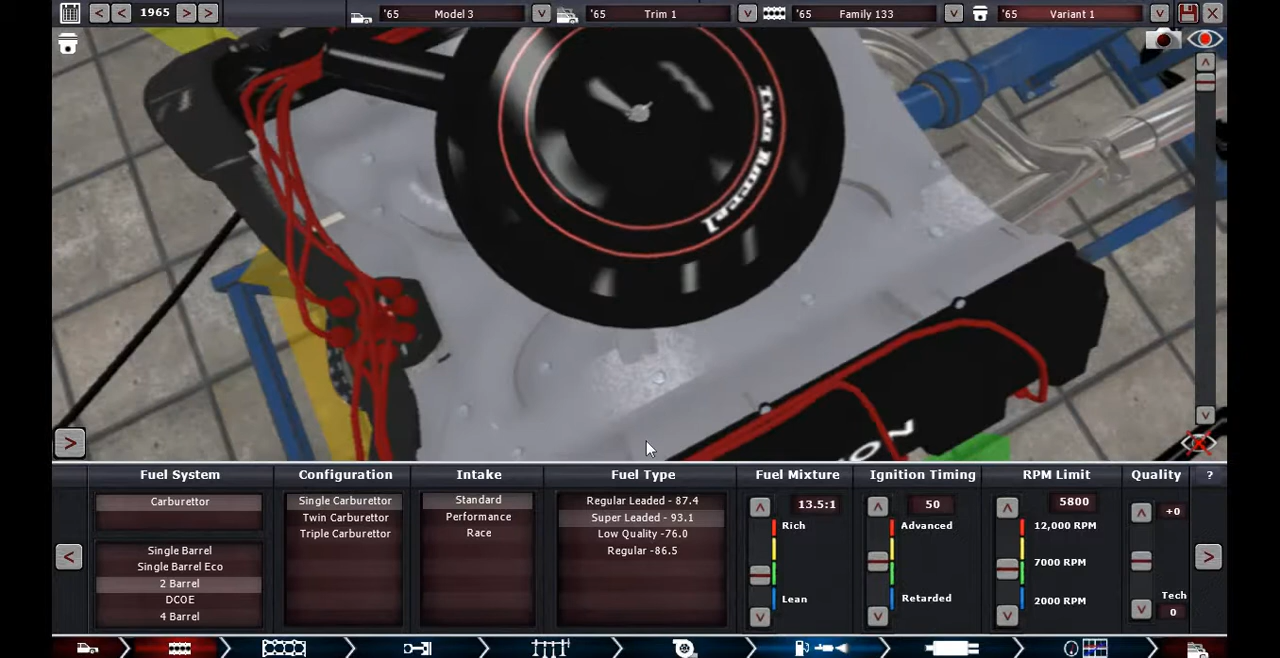 1965
'65 Model 3
'65 Trim 1
'65 Family 133
'65 Variant 1
Two Barrel
Fuel System
Configuration
Intake
Fuel Type
Fuel Mixture
Ignition Timing
RPM Limit
Quality
?
Carburettor
Single Barrel
Single Barrel Eco
2 Barrel
DCOE
4 Barrel
Single Carburettor
Twin Carburettor
Triple Carburettor
Standard
Performance
Race
Regular Leaded - 87.4
Super Leaded - 93.1
Low Quality -76.0
Regular -86.5
13.5:1
Rich
Lean
50
Advanced
Retarded
5800
12,000 RPM
7000 RPM
2000 RPM
+0
Tech
0